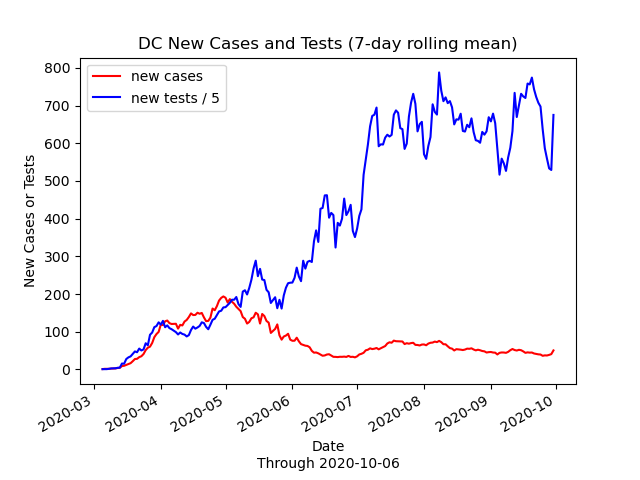 DC New Cases and Tests (7-day rolling mean)
new cases
new tests / 5
New Cases or Tests
800
700
600
500
400
300
200
100
0
2020-03
2020-04
2020-05
2020-06
2020-07
2020-08
2020-09
2020-10
Date
Through 2020-10-06